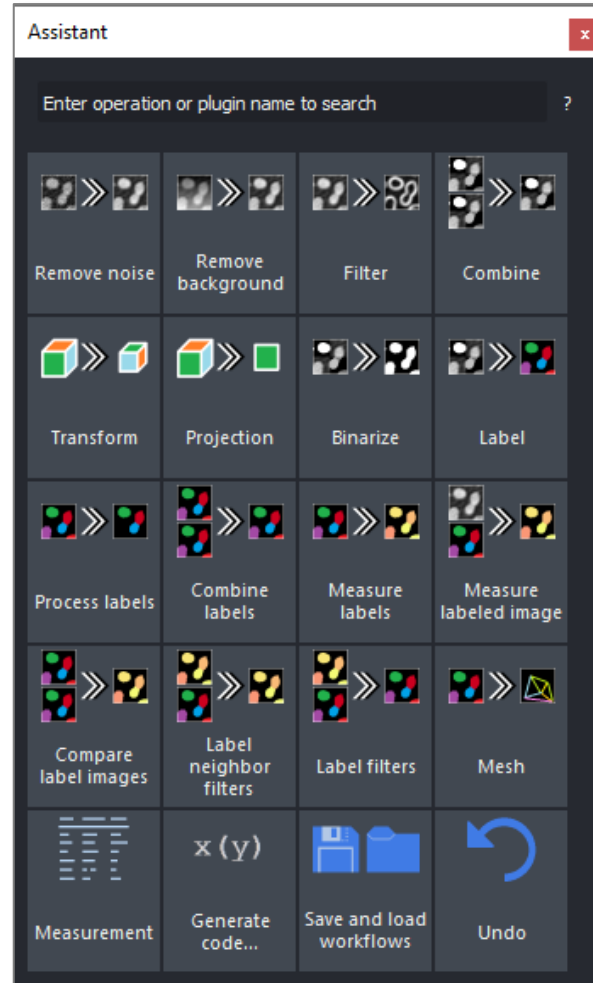 Assistant
x
Enter operation or plugin name to search
?
Remove noise
Remove
background
Filter
Combine
Transform
Projection
Binarize
Label
Process labels
Combine
labels
Measure
labels
Measure
labeled image
Compare
label images
Label
neighbor
filters
Label filters
Mesh
Measurement
x(y)
Generate
code...
Save and load
workflows
Undo